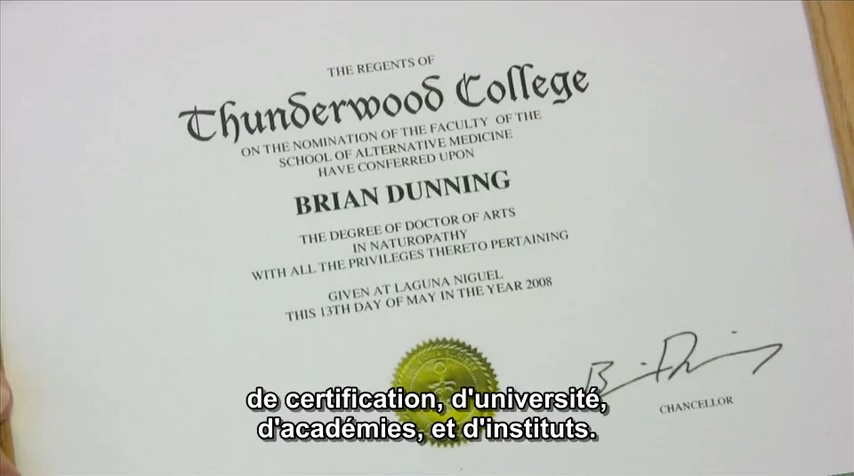 THE REGENTS OF
Thunderwood College
ON THE NOMINATION OF THE FACULTY OF THE
SCHOOL OF ALTERNATIVE MEDICINE
HAVE CONFERRED UPON
BRIAN DUNNING
THE DEGREE OF DOCTOR OF ARTS
IN NATUROPATHY
WITH ALL THE PRIVILEGES THERETO PERTAINING
GIVEN AT LAGUNA NIGUEL
THIS 13TH DAY OF MAY IN THE YEAR 2008
CHANCELLOR
de certification, d'université,
d'académies, et d'instituts.